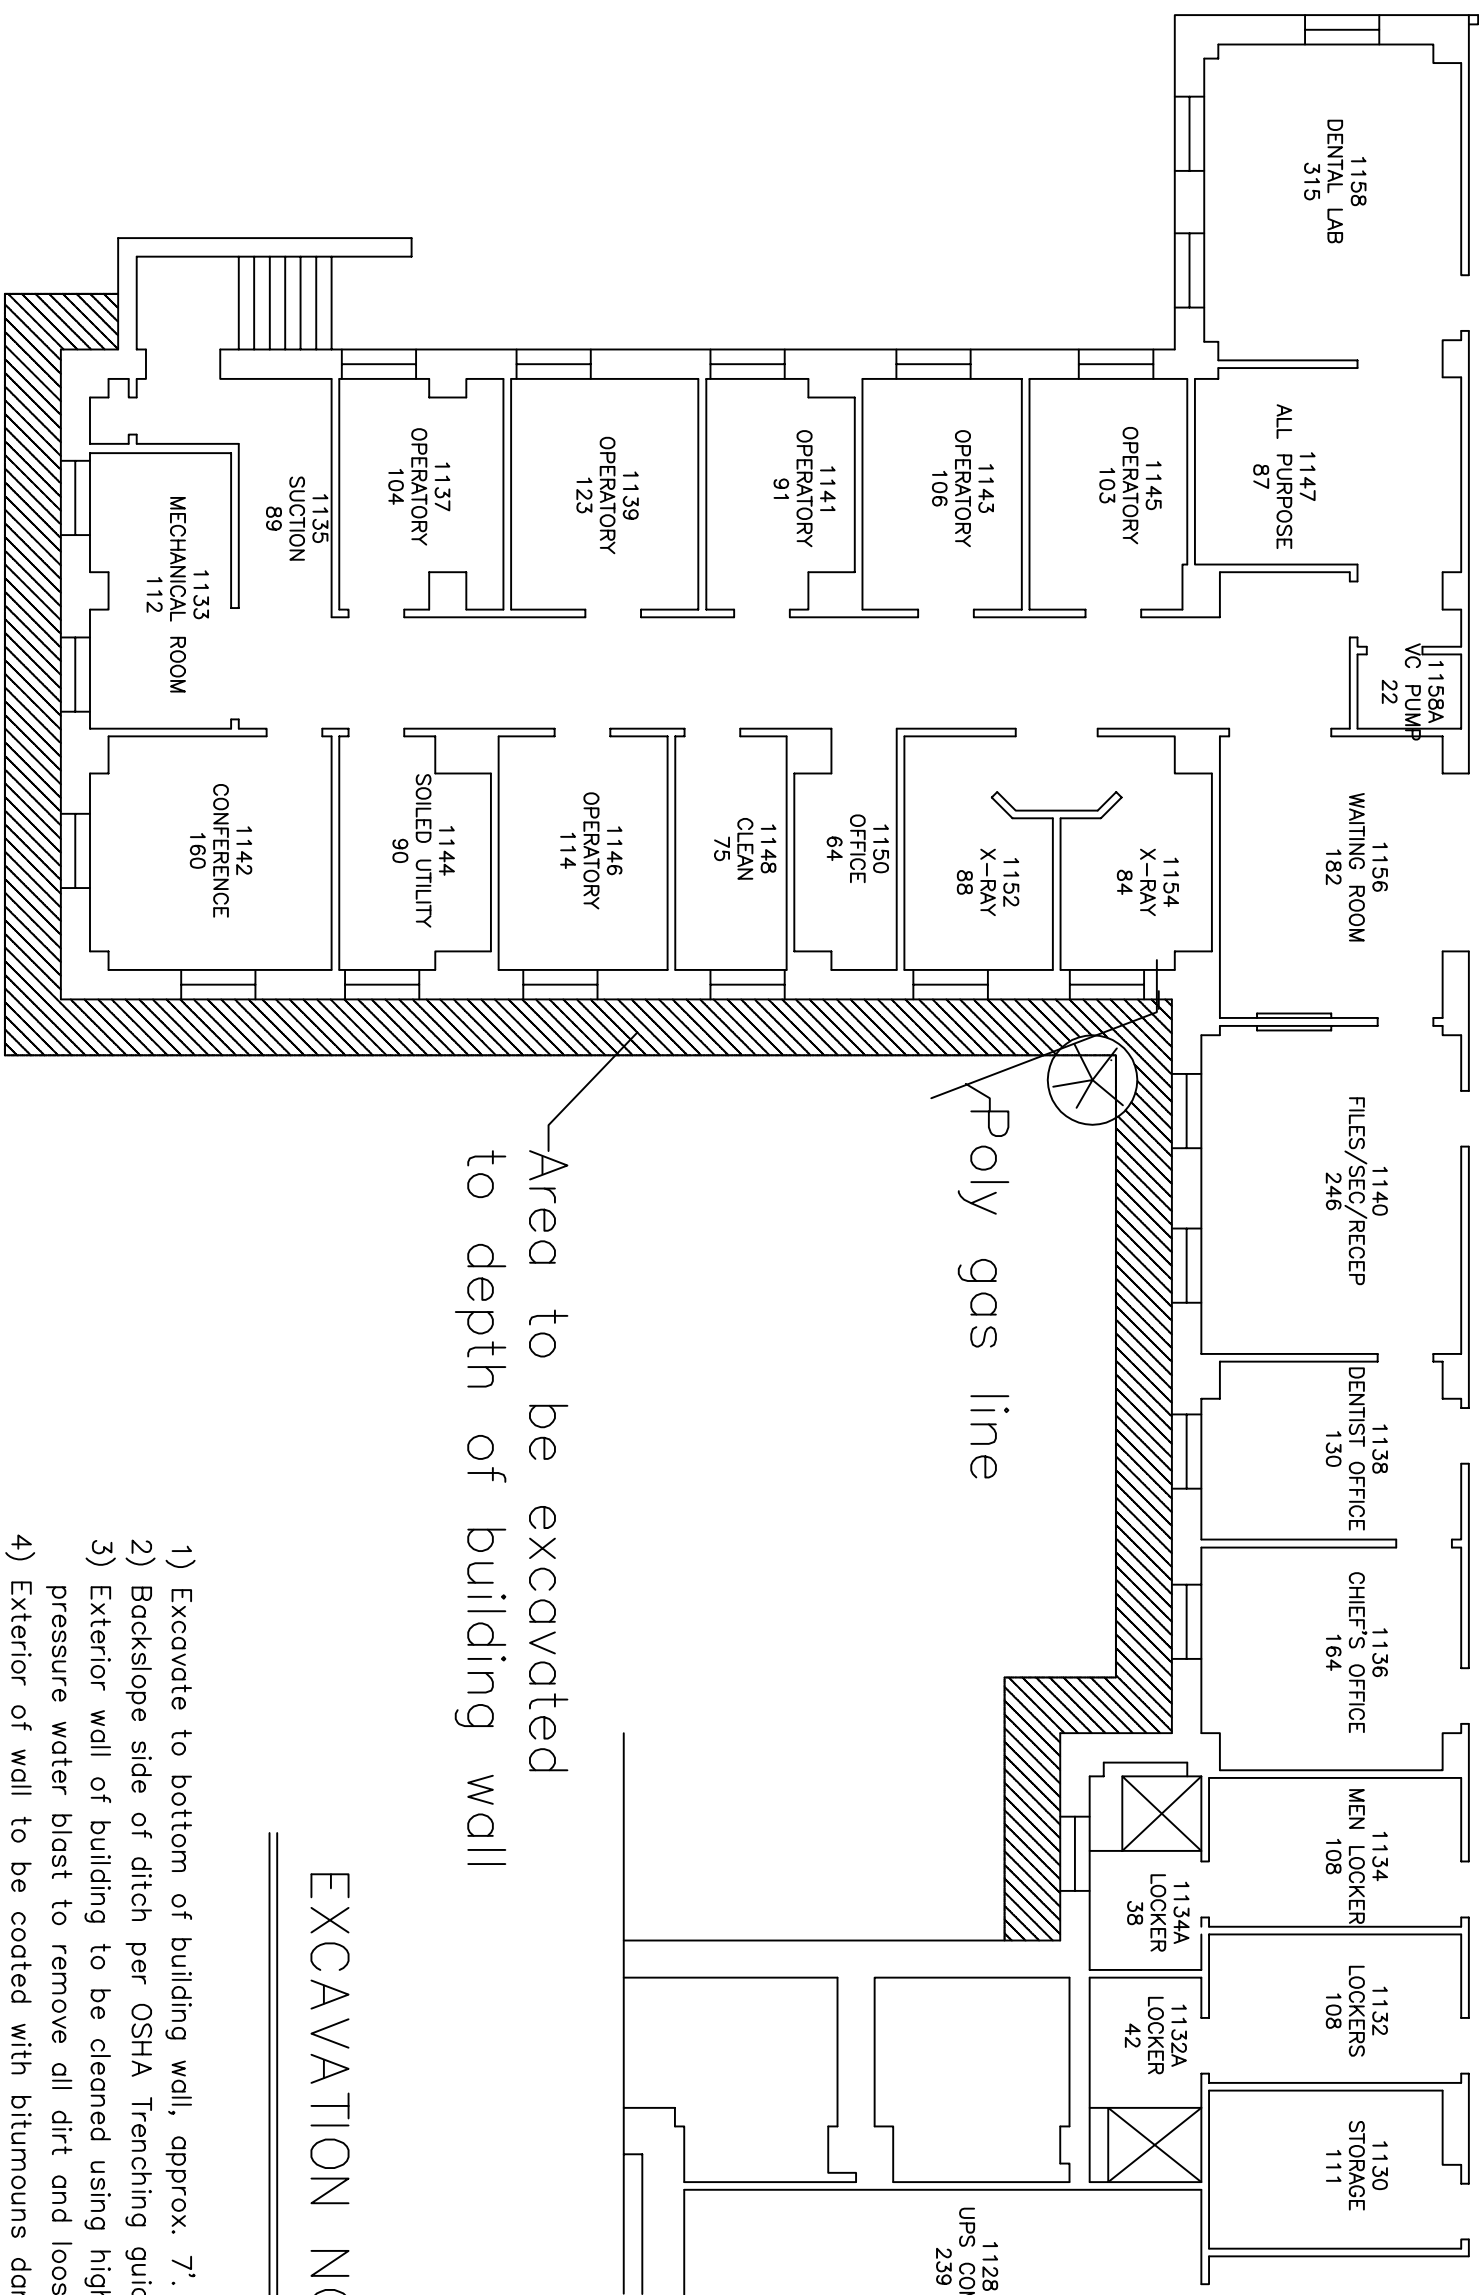 1158
DENTAL LAB
315
1147
ALL PURPOSE
87
1158A
VC PUMP
22
1156
WAITING ROOM
182
1140
FILES/SEC/RECEP
246
1138
DENTIST OFFICE
130
1136
CHIEF'S OFFICE
164
1134
MEN LOCKER
108
1132
LOCKERS
108
1130
STORAGE
111
1145
OPERATORY
103
1154
X-RAY
84
1134A
LOCKER
38
1132A
LOCKER
42
1143
OPERATORY
106
1152
X-RAY
88
Poly gas line
1128
239
1141
OPERATORY
91
1150
OFFICE
64
1148
CLEAN
75
1139
OPERATORY
123
1146
OPERATORY
114
Area to be excavated
to depth of building wall
1137
OPERATORY
104
1144
SOILED UTILITY
90
1135
SUCTION
89
EXCAVATION
1133
MECHANICAL ROOM
112
1142
CONFERENCE
160
1) Excavate to bottom of building wall, approx. 7'.
2) Backslope side of ditch per OSHA Trenching
3) Exterior wall of building to be cleaned using high
pressure water blast to remove all dirt and
4) Exterior of wall to be coated with bitumouns